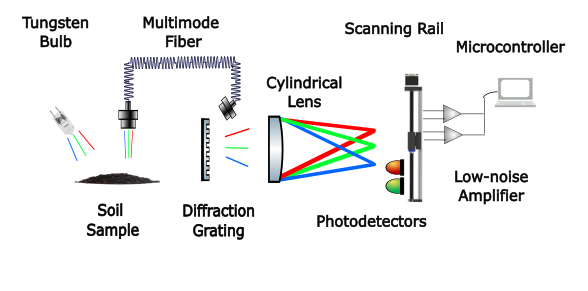 Tungsten
Bulb
Multimode
Fiber
Scanning Rail
Microcontroller
Cylindrical
Lens
Soil
Sample
Diffraction
Grating
Photodetectors
Low-noise
Amplifier